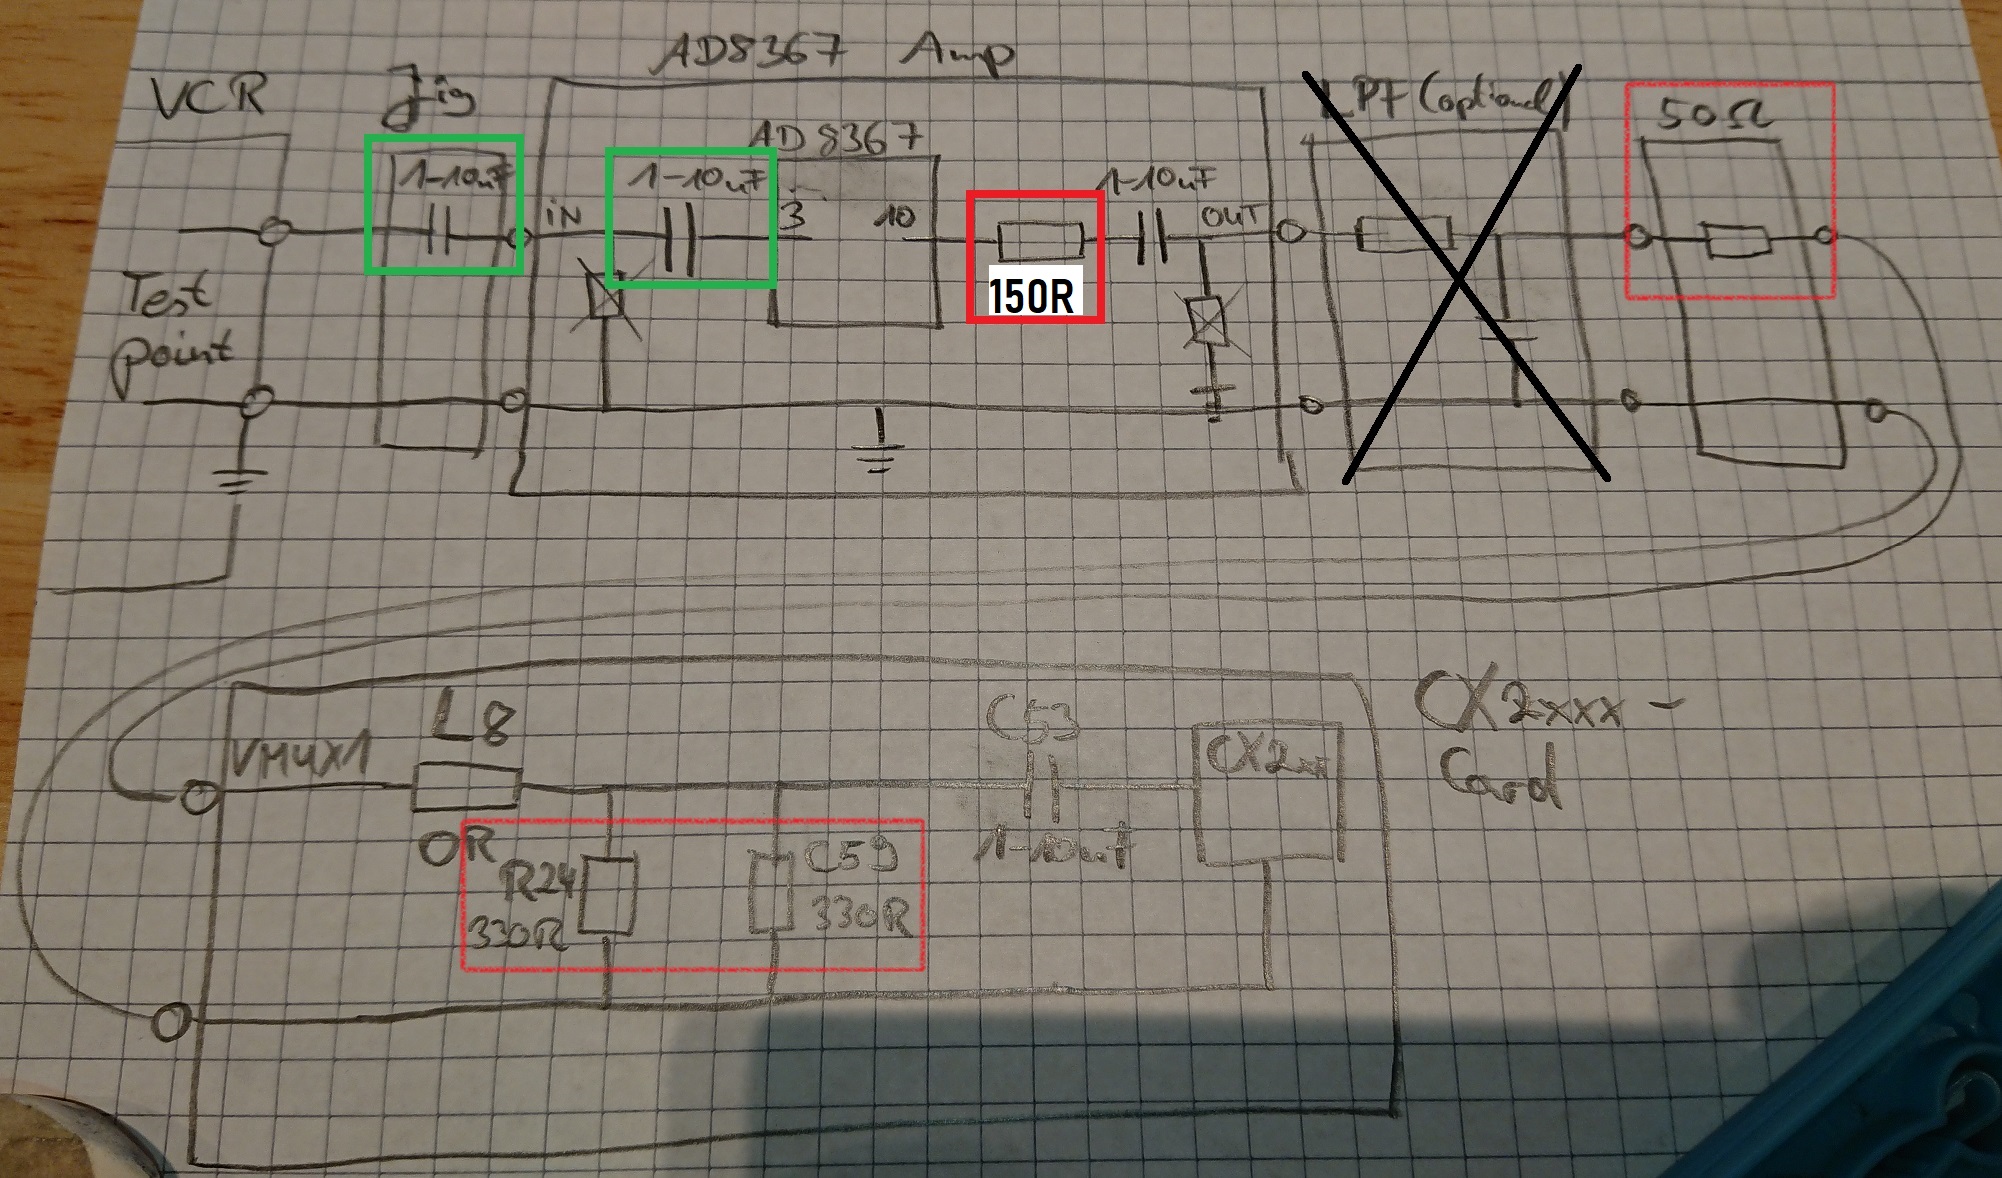 AD8367 Amp
VCR
Jig
LPF (optional)
50Ω
AD8367
1-10uF
1-10uF
1-10uF
IN
3
10
OUT
150R
Test
Point
L8
C53
CX2xxx-
Card
VMUX1
CX2xx
0R
1-10uF
R24
330R
C59
330R